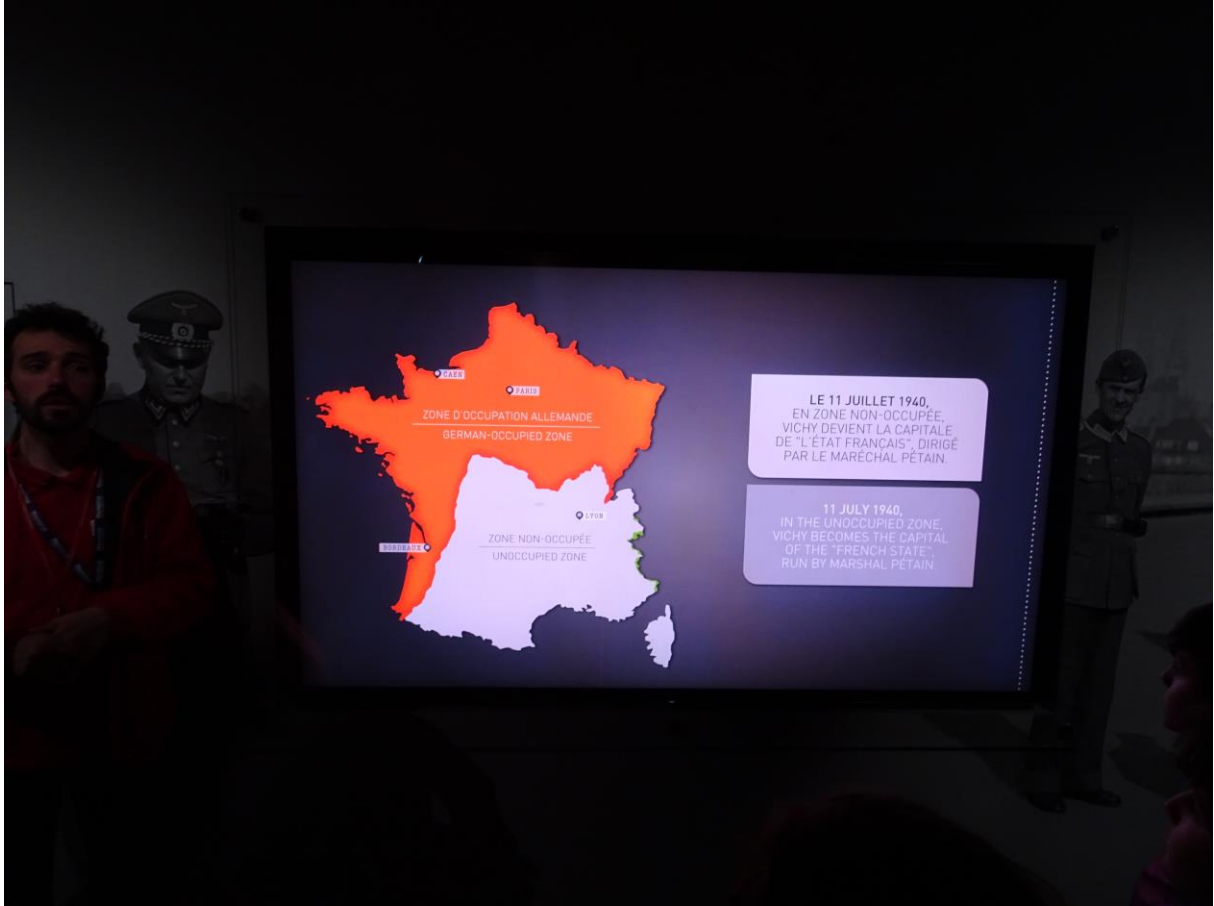 CAEN
PARIS
ZONE D'OCCUPATION ALLEMANDE
GERMAN-OCCUPIED ZONE
LYON
ZONE NON-OCCUPÉE
UNOCCUPIED ZONE
BORDEAUX
LE 11 JUILLET 1940,
EN ZONE NON-OCCUPÉE,
VICHY DEVIENT LA CAPITALE
DE "L'ÉTAT FRANÇAIS", DIRIGÉ
PAR LE MARÉCHAL PÉTAIN.
11 JULY 1940,
IN THE UNOCCUPIED ZONE,
VICHY BECOMES THE CAPITAL
OF THE "FRENCH STATE",
RUN BY MARSHAL PÉTAIN